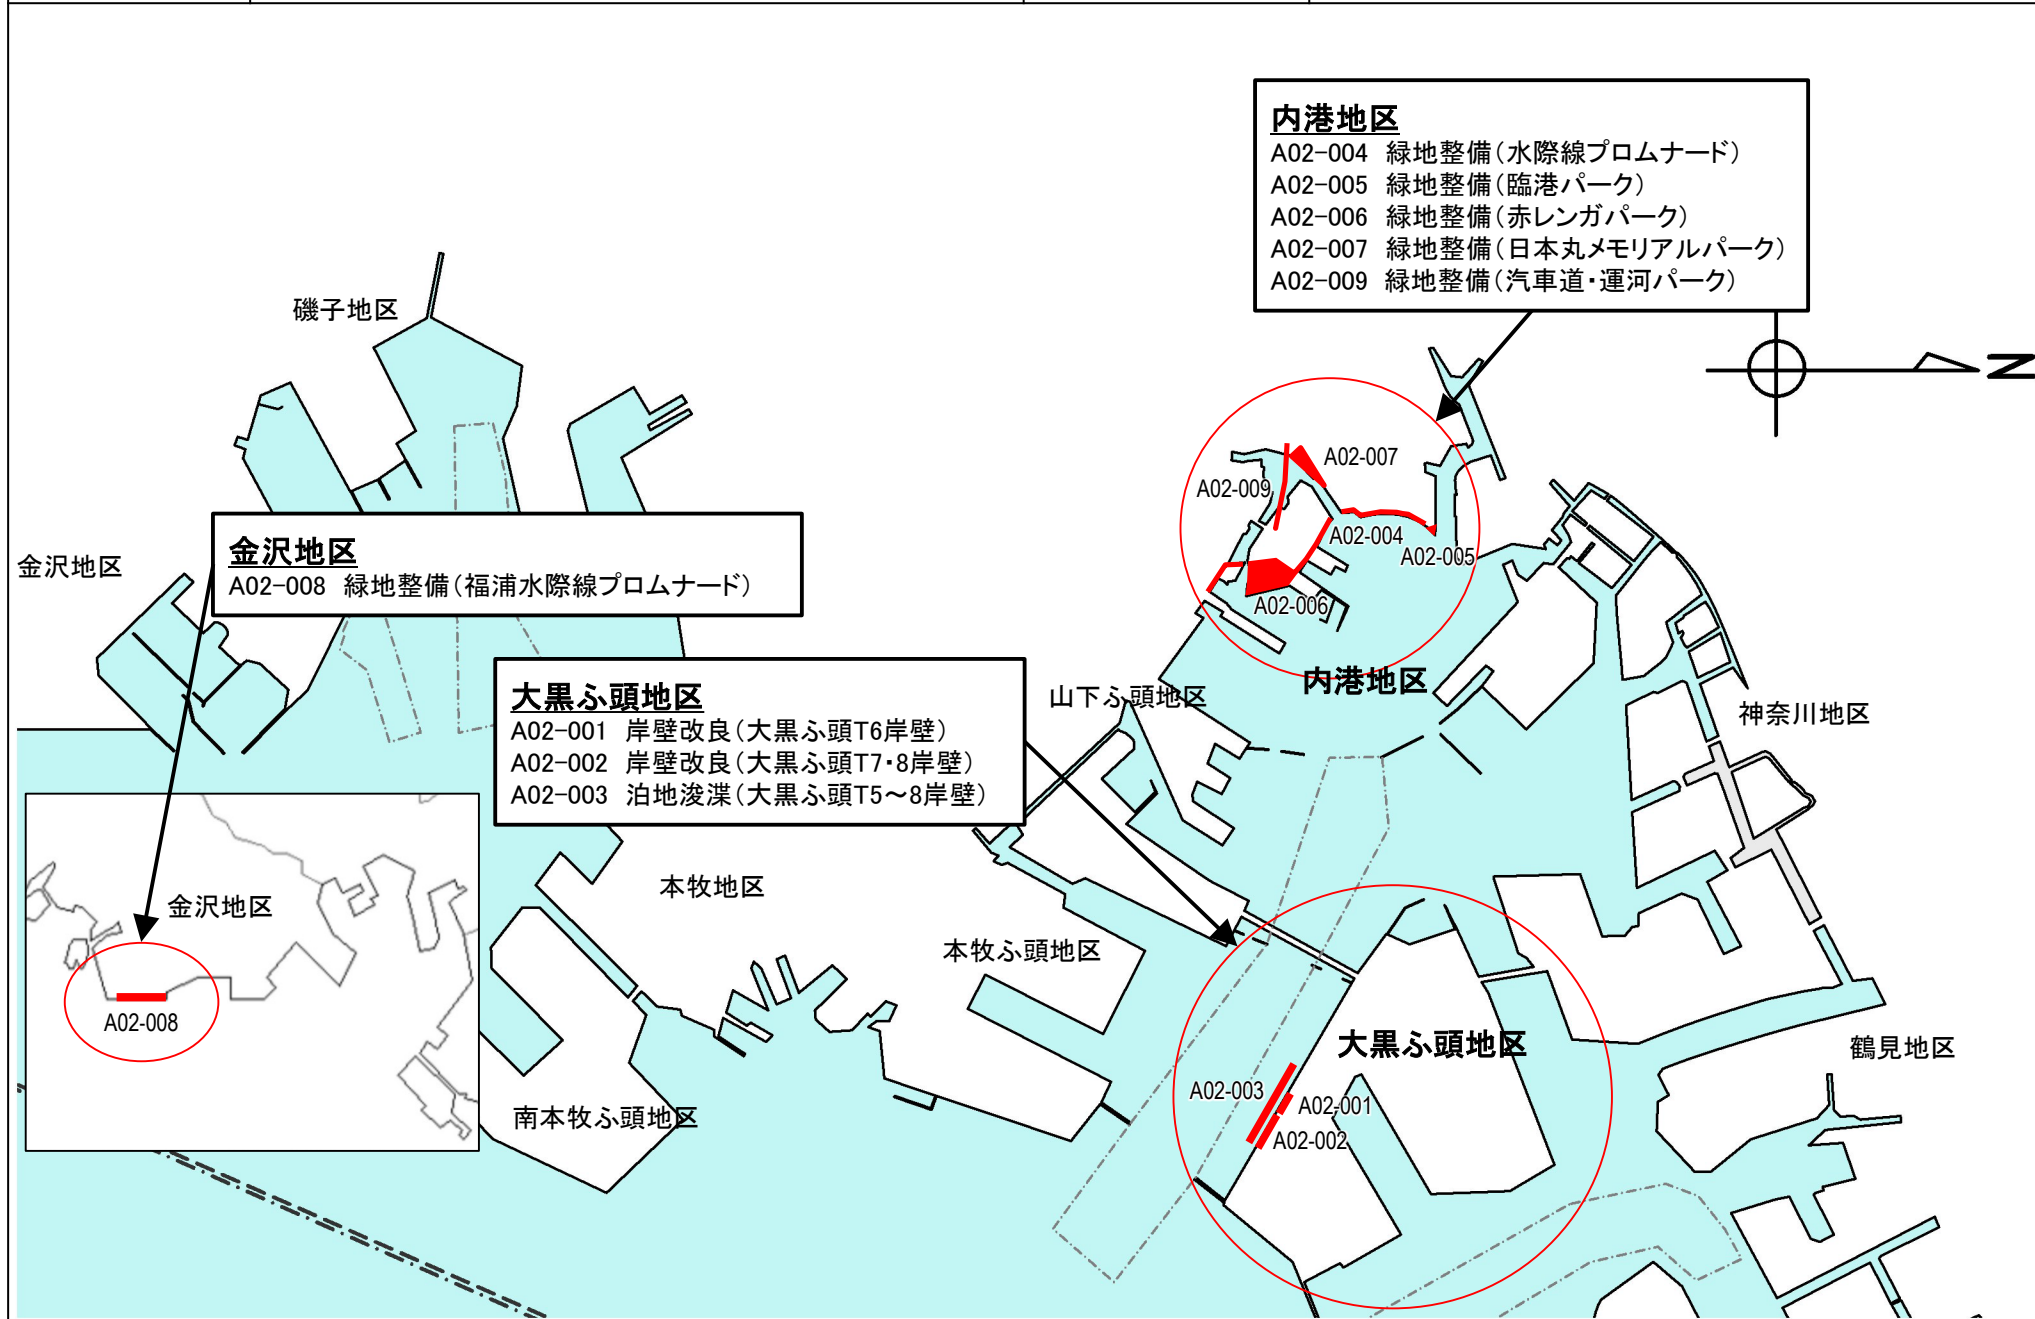 内港地区
A02-004 緑地整備(水際線プロムナード)
A02-005 緑地整備(臨港パーク)
A02-006 緑地整備(赤レンガパーク)
A02-007 緑地整備(日本丸メモリアルパーク)
A02-009 緑地整備(汽車道・運河パーク)
磯子地区
N
A02-007
A02-009
A02-004
A02-005
A02-006
金沢地区
金沢地区
A02-008 緑地整備(福浦水際線プロムナード)
内港地区
山下ふ頭地区
神奈川地区
大黒ふ頭地区
A02-001 岸壁改良(大黒ふ頭T6岸壁)
A02-002 岸壁改良(大黒ふ頭T7・8岸壁)
A02-003 泊地浚渫(大黒ふ頭T5～8岸壁)
本牧地区
金沢地区
本牧ふ頭地区
A02-008
大黒ふ頭地区
鶴見地区
A02-003
A02-001
A02-002
南本牧ふ頭地区